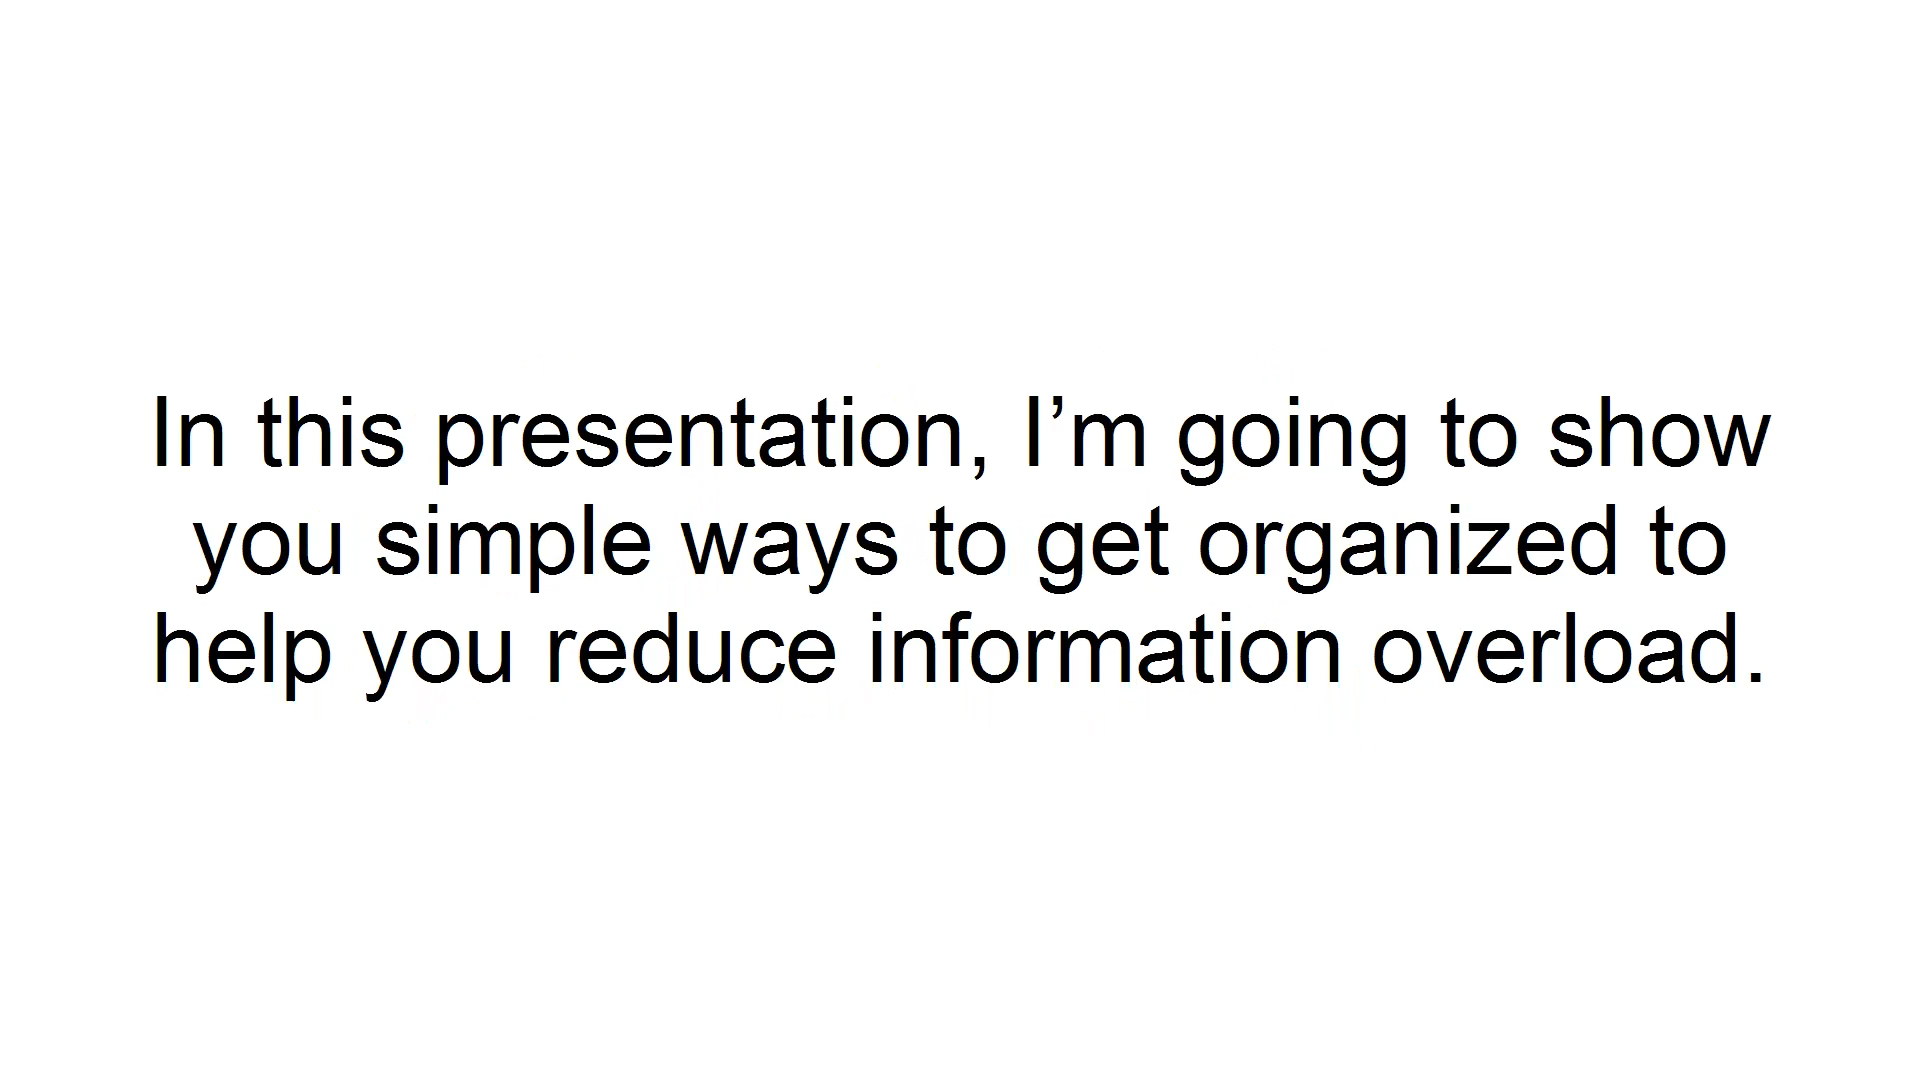 In this presentation, I’m going to show
you simple ways to get organized to
help you reduce information overload.